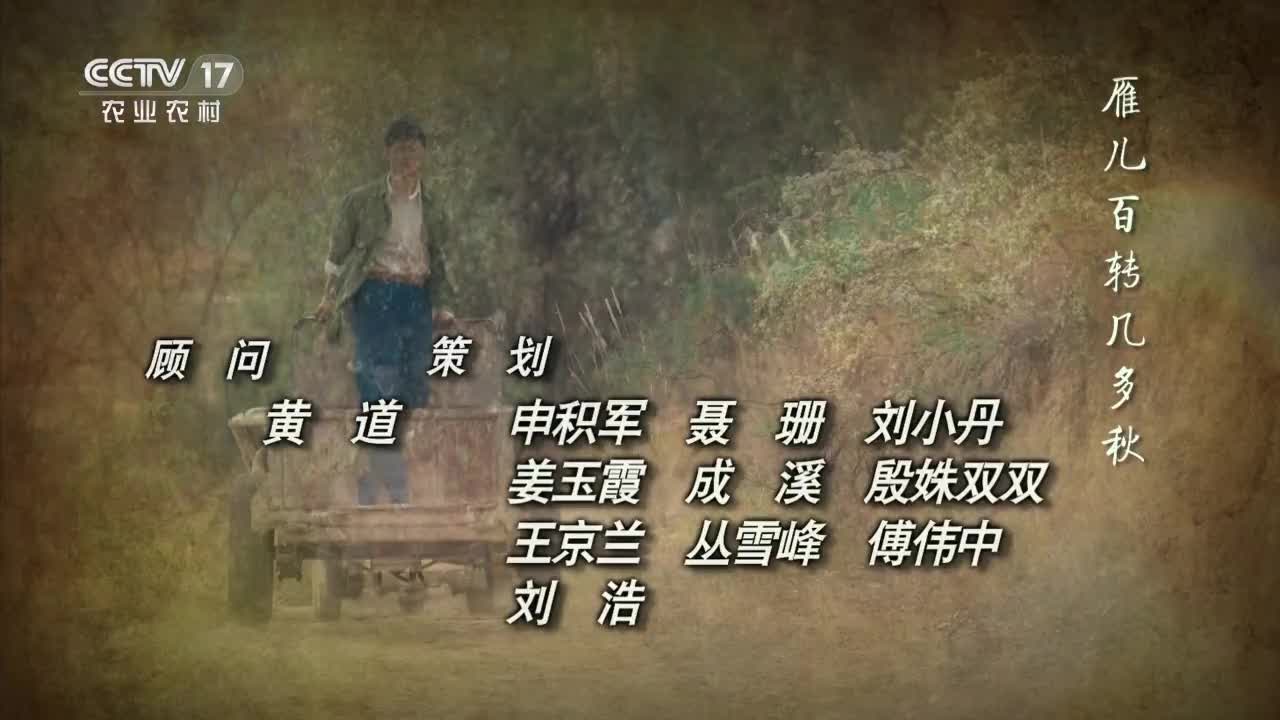 CCTV 17
农业农村
雁儿百转几多秋
顾 问
黄 道
策 划
申积军 聂 珊 刘小丹
姜玉霞 成 溪 殷姝双双
王京兰 丛雪峰 傅伟中
刘 浩